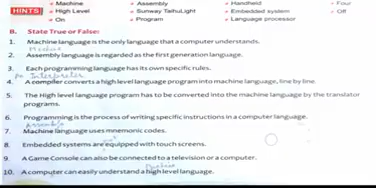 Machine Assembly Handheld Four
HINTS High Level Sunway TaihuLight Embedded system Off
On Program Language processor
B. State True or False:
1. Machine language is the only language that a computer understands.
Machine
2. Assembly language is regarded as the first generation language.
3. Each programming language has its own specific rules.
Interpreter
4. A compiler converts a high level language program into machine language, line by line.
5. The High level language program has to be converted into the machine language by the translator
programs.
6. Programming is the process of writing specific instructions in a computer language.
Assembly
7. Machine language uses mnemonic codes.
8. Embedded systems are equipped with touch screens.
9. A Game Console can also be connected to a television or a computer.
Machine
10. A computer can easily understand a high level language.